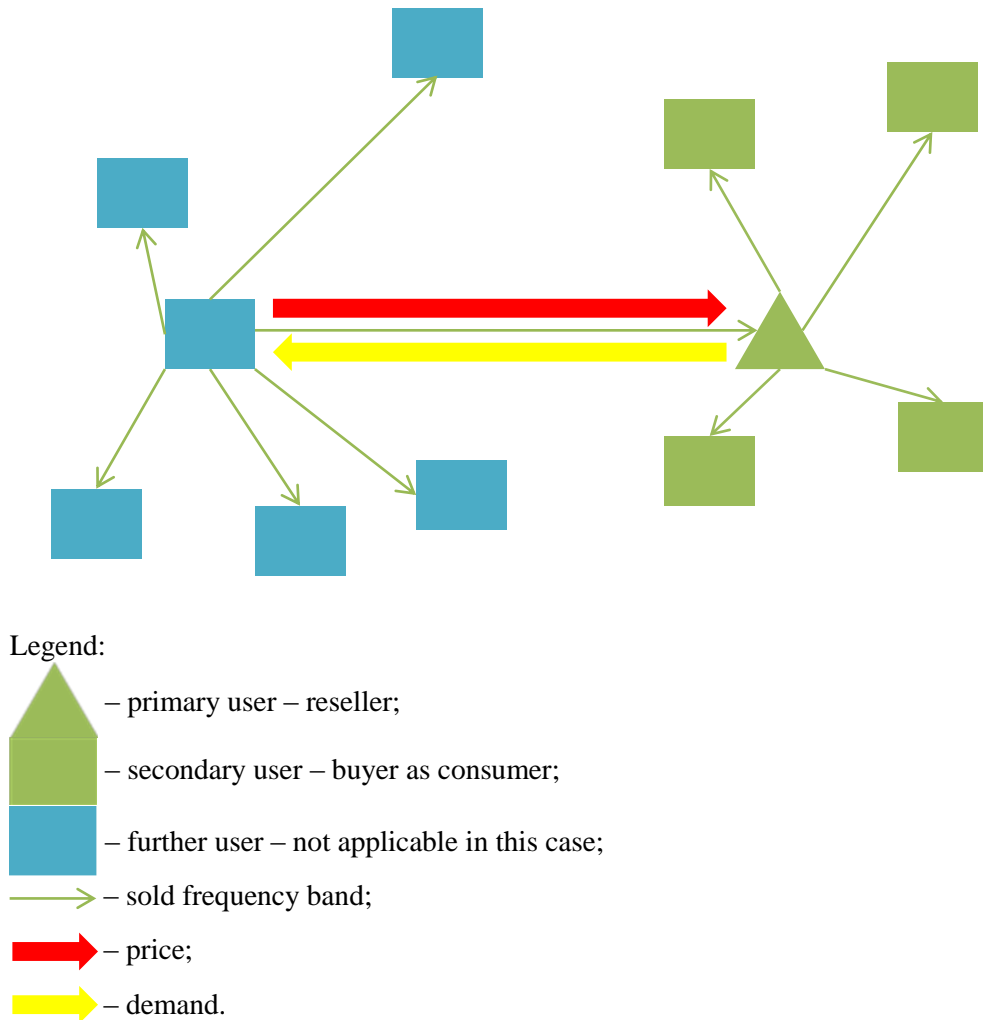 Legend:
– primary user – reseller;
– secondary user – buyer as consumer;
– further user – not applicable in this case;
– sold frequency band;
– price;
– demand.